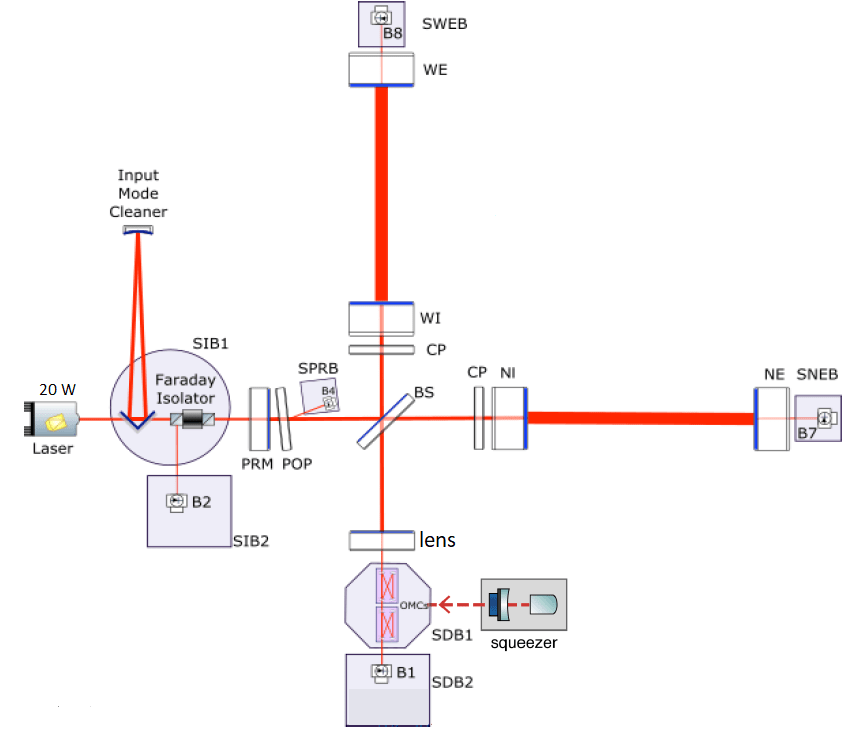 B8
SWEB
WE
Input
Mode
Cleaner
SIB1
WI
CP
20 W
Faraday
Isolator
SPRB
B4
BS
CP
NI
NE
SNEB
Laser
PRM
POP
B7
B2
SIB2
lens
OMCs
SDB1
squeezer
B1
SDB2